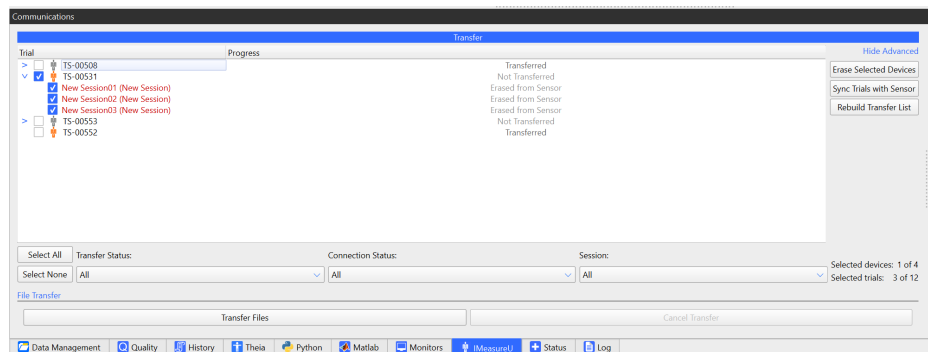 Communications
Transfer
Trial Progress Hide Advanced
> TS-00508 Transferred
TS-00531 Not Transferred
Erase Selected Devices
New Session01 (New Session) Erased from Sensor
Sync Trials with Sensor
New Session02 (New Session) Erased from Sensor
New Session03 (New Session) Erased from Sensor
Rebuild Transfer List
> TS-00553 Not Transferred
TS-00552 Transferred
Select All Transfer Status: Connection Status: Session:
Selected devices: 1 of 4
Select None All All All
Selected trials: 3 of 12
File Transfer
Transfer Files Cancel Transfer
Data Management Quality History Theia Python Matlab Monitors IMeasureU Status Log